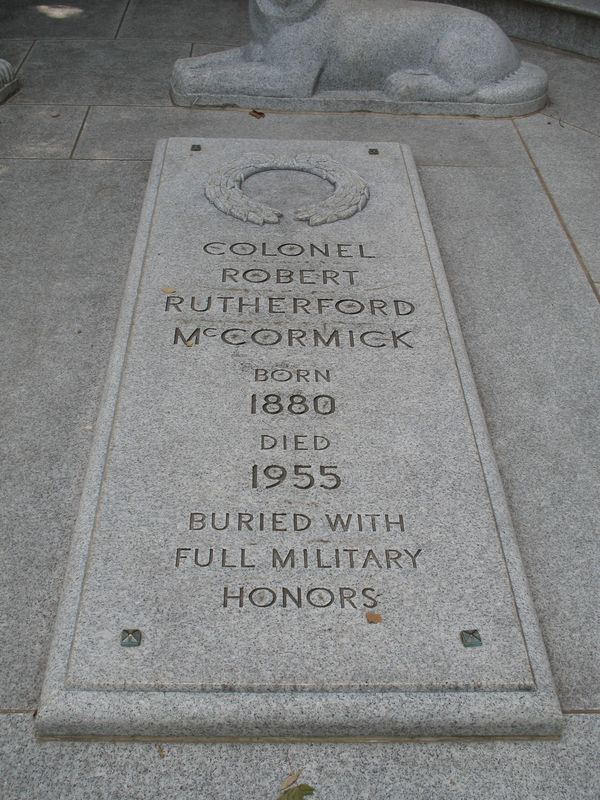 COLONEL
ROBERT
RUTHERFORD
McCORMICK
BORN
1880
DIED
1955
BURIED WITH
FULL MILITARY
HONORS